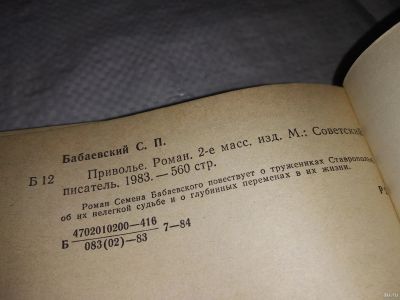 Бабаевский С. П.
Б 12 Приволье. Роман. 2-е масс. изд. М.: Советский
писатель. 1983.—560 стр.
Роман Семена Бабаевского повествует о тружениках Ставрополья,
об их нелегкой судьбе и о глубинных переменах в их жизни.
4702010200—416
Б 7—84
083(02)—83